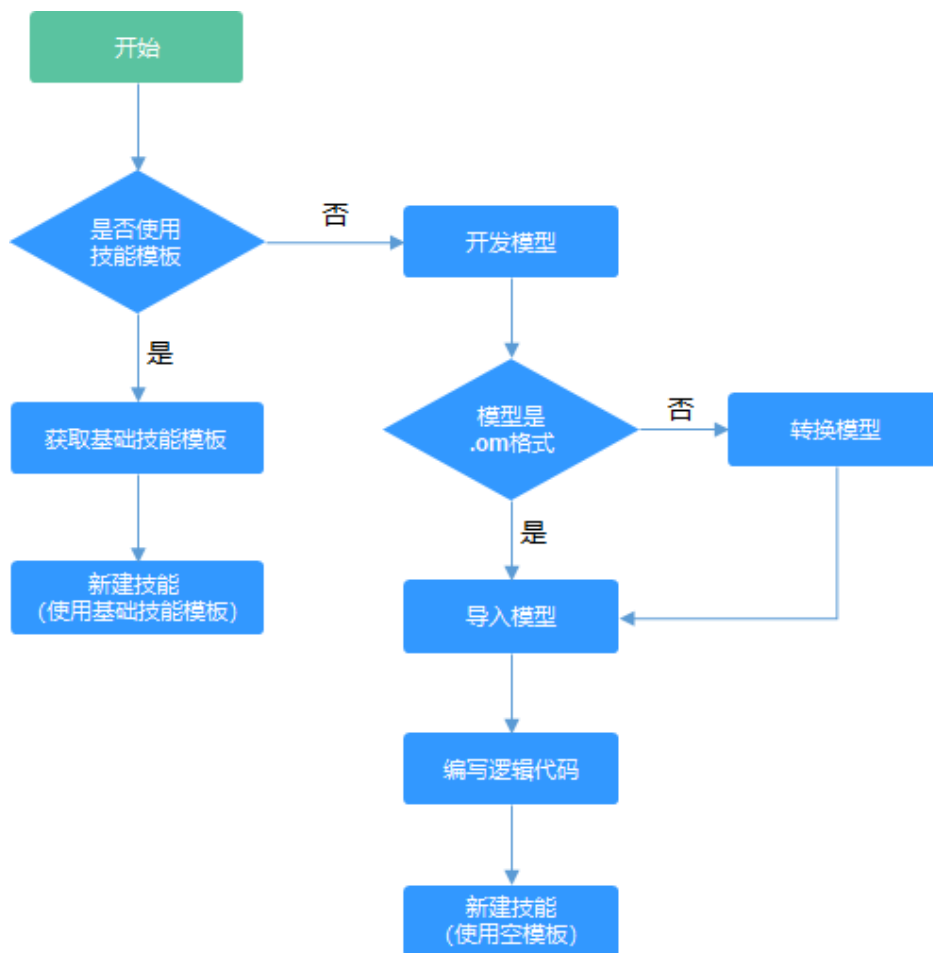 开始
是否使用
技能模板
否
开发模型
是
模型是
.om格式
否
转换模型
获取基础技能模板
是
新建技能
（使用基础技能模板）
导入模型
编写逻辑代码
新建技能
（使用空模板）